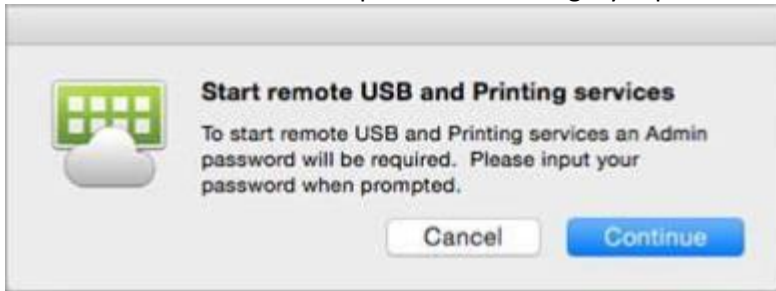 Start remote USB and Printing services
To start remote USB and Printing services an Admin
password will be required. Please input your
password when prompted.
Cancel Continue